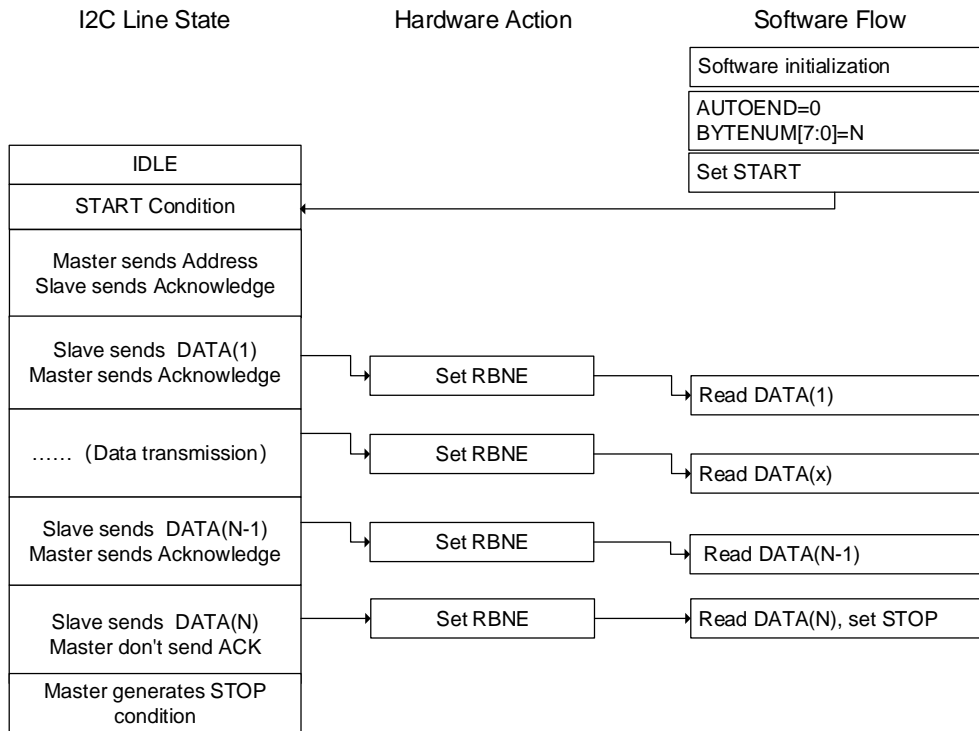 I2C Line State
Hardware Action
Software Flow
Software initialization
AUTOEND=0
BYTENUM[7:0]=N
Set START
IDLE
START Condition
Master sends Address
Slave sends Acknowledge
Slave sends DATA(1)
Master sends Acknowledge
Set RBNE
Read DATA(1)
…… (Data transmission)
Set RBNE
Read DATA(x)
Slave sends DATA(N-1)
Master sends Acknowledge
Set RBNE
Read DATA(N-1)
Slave sends DATA(N)
Master don't send ACK
Set RBNE
Read DATA(N), set STOP
Master generates STOP
condition